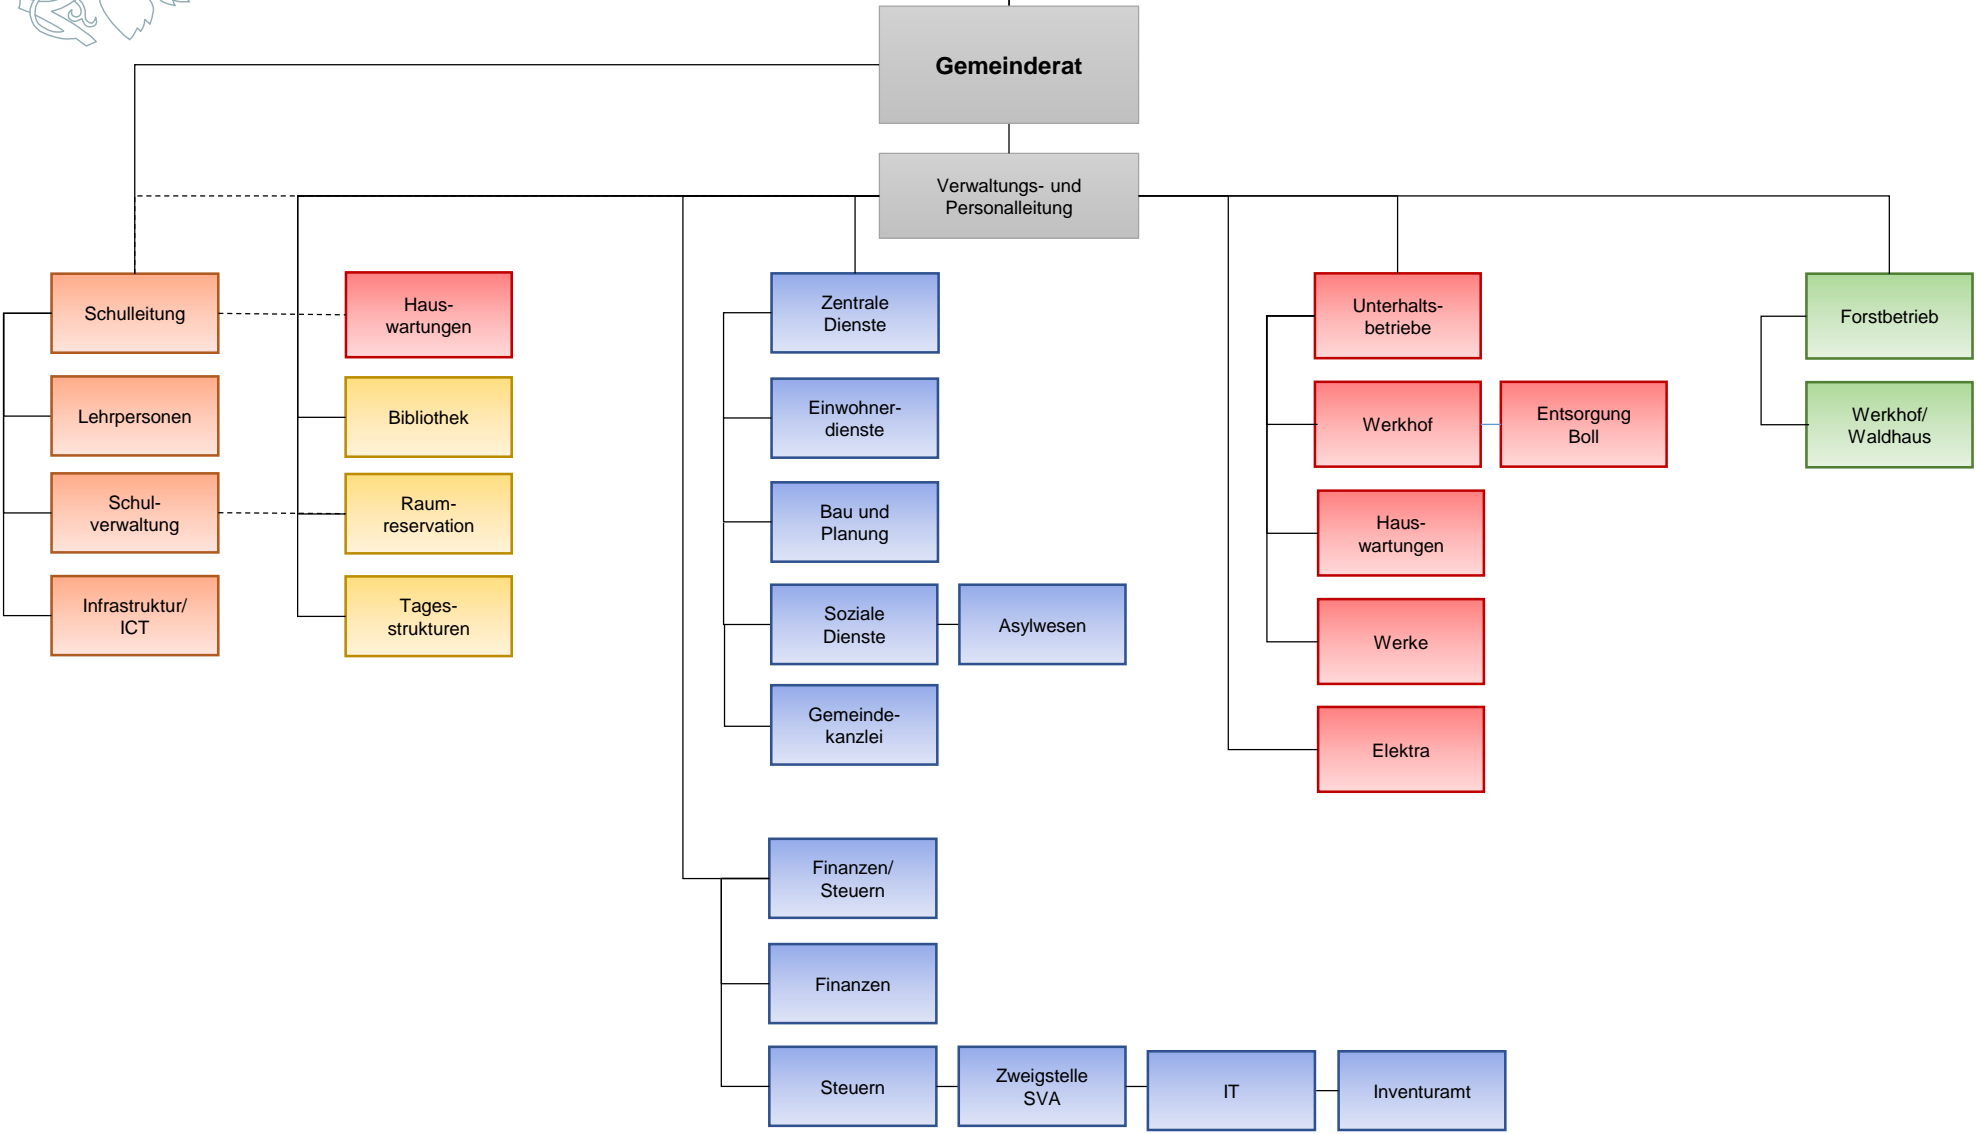 Gemeinderat
Verwaltungs- und
Personalleitung
Schulleitung
Lehrpersonen
Schul-
verwaltung
Infrastruktur/
ICT
Haus-
wartungen
Bibliothek
Raum-
reservation
Tages-
strukturen
Zentrale
Dienste
Einwohner-
dienste
Bau und
Planung
Soziale
Dienste
Asylwesen
Gemeinde-
kanzlei
Finanzen/
Steuern
Finanzen
Steuern
Zweigstelle
SVA
IT
Inventuramt
Unterhalts-
betriebe
Werkhof
Entsorgung
Boll
Haus-
wartungen
Werke
Elektra
Forstbetrieb
Werkhof/
Waldhaus